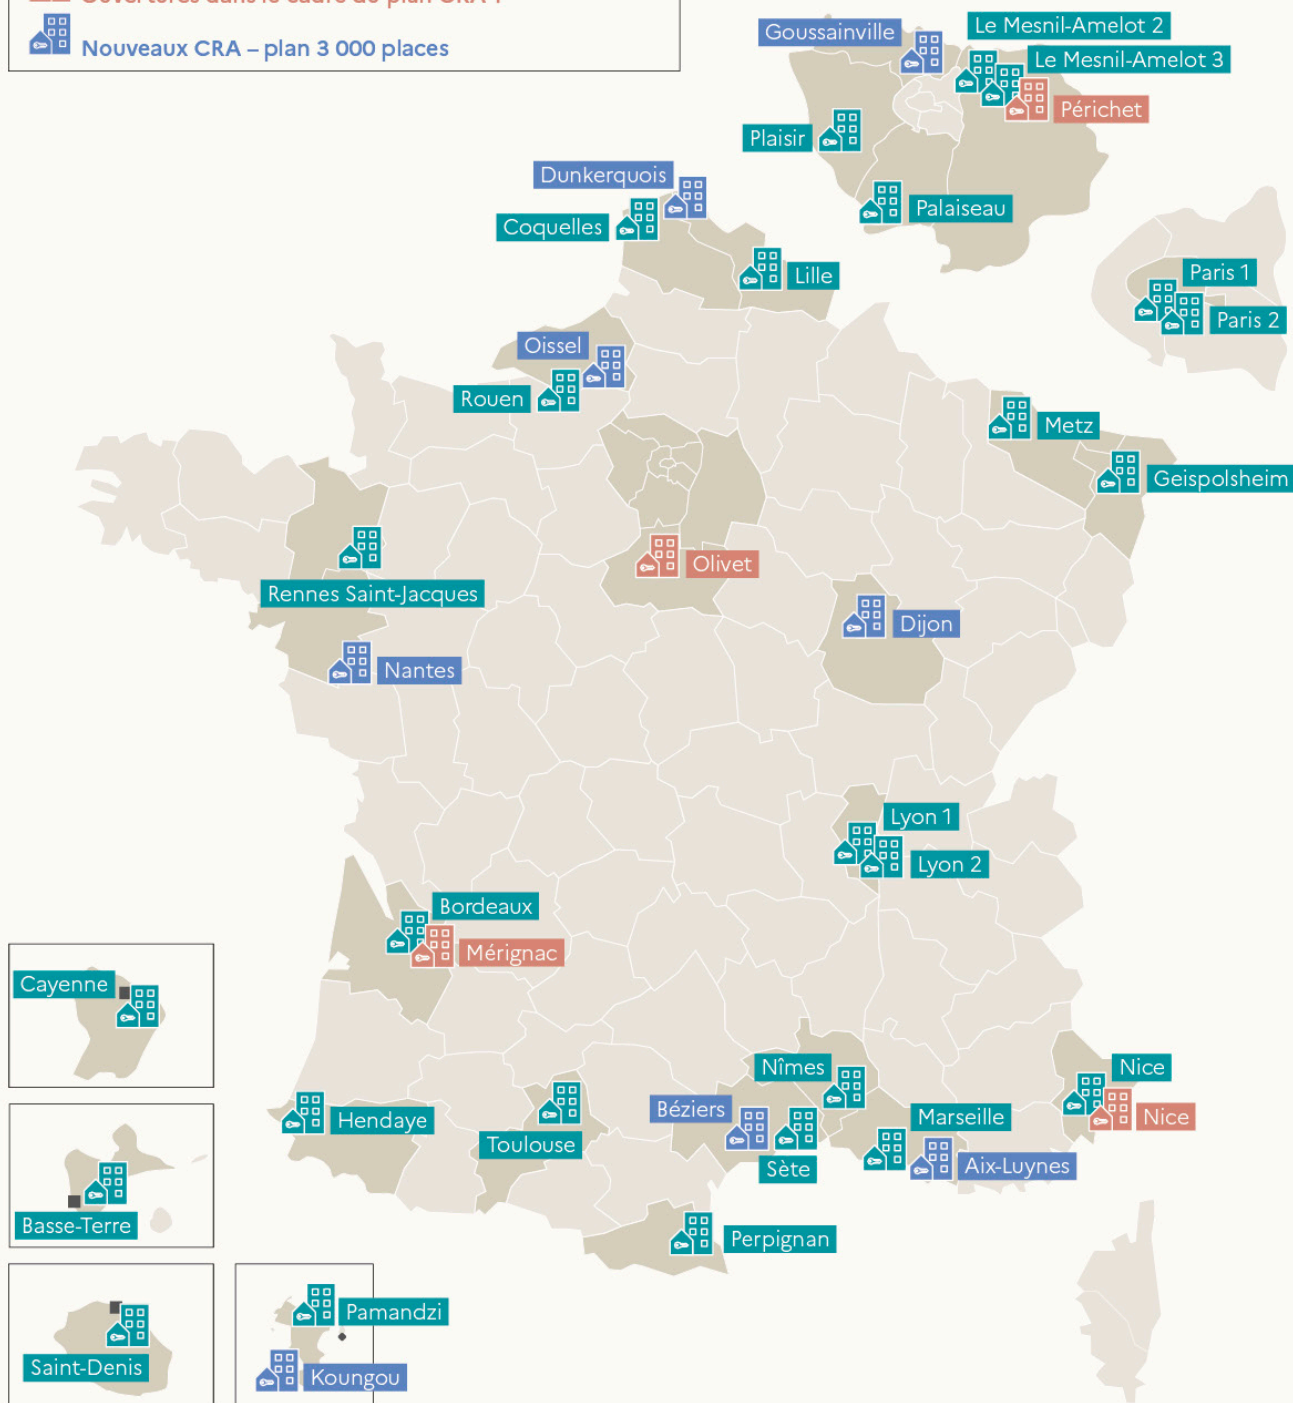 Nouveaux CRA – plan 3 000 places
Goussainville
Le Mesnil-Amelot 2
Le Mesnil-Amelot 3
Périchet
Plaisir
Palaiseau
Dunkerquois
Coquelles
Lille
Paris 1
Paris 2
Oissel
Rouen
Metz
Geispolsheim
Olivet
Rennes Saint-Jacques
Dijon
Nantes
Lyon 1
Lyon 2
Bordeaux
Mérignac
Cayenne
Nîmes
Nice
Béziers
Hendaye
Marseille
Nice
Toulouse
Sète
Aix-Luynes
Basse-Terre
Perpignan
Pamandzi
Saint-Denis
Koungou